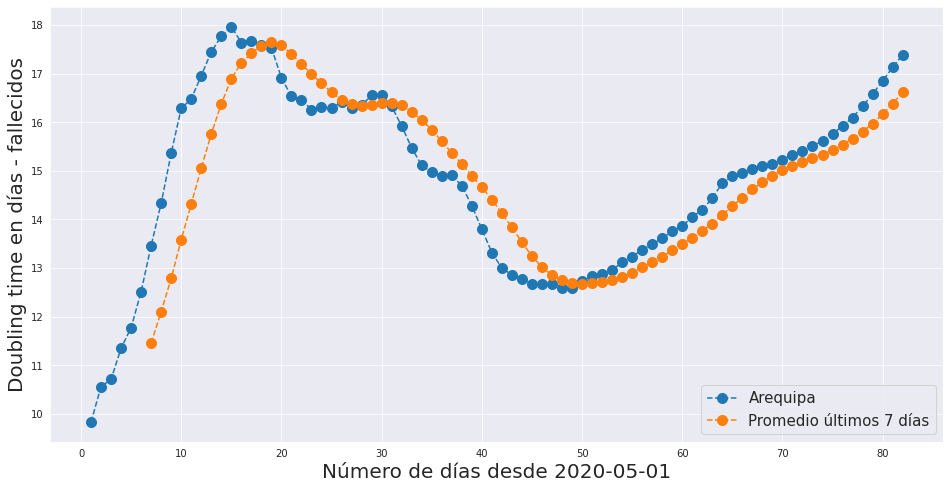 Doubling time en días - fallecidos
18
17
16
15
14
13
12
11
10
0 10 20 30 40 50 60 70 80
Número de días desde 2020-05-01
Arequipa
Promedio últimos 7 días